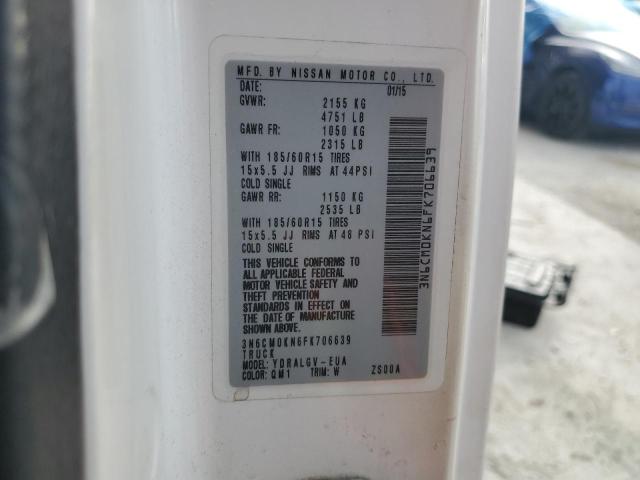 MFD. BY NISSAN MOTOR CO., LTD.
DATE: 01/15
GVWR: 2155 KG
4751 LB
GAWR FR: 1050 KG
2315 LB
WITH 185/60R15 TIRES
15x5.5 JJ RIMS AT 44PSI
COLD SINGLE
GAWR RR: 1150 KG
2535 LB
WITH 185/60R15 TIRES
15x5.5 JJ RIMS AT 48 PSI
COLD SINGLE
THIS VEHICLE CONFORMS TO
ALL APPLICABLE FEDERAL
MOTOR VEHICLE SAFETY AND
THEFT PREVENTION
STANDARDS IN EFFECT ON
THE DATE OF MANUFACTURE
SHOWN ABOVE.
3N6CM0KN6FK706639
TRUCK
MODEL: YDRALGV-EUA
COLOR: QM1 TRIM: W ZS00A
3N6CM0KN6FK706639